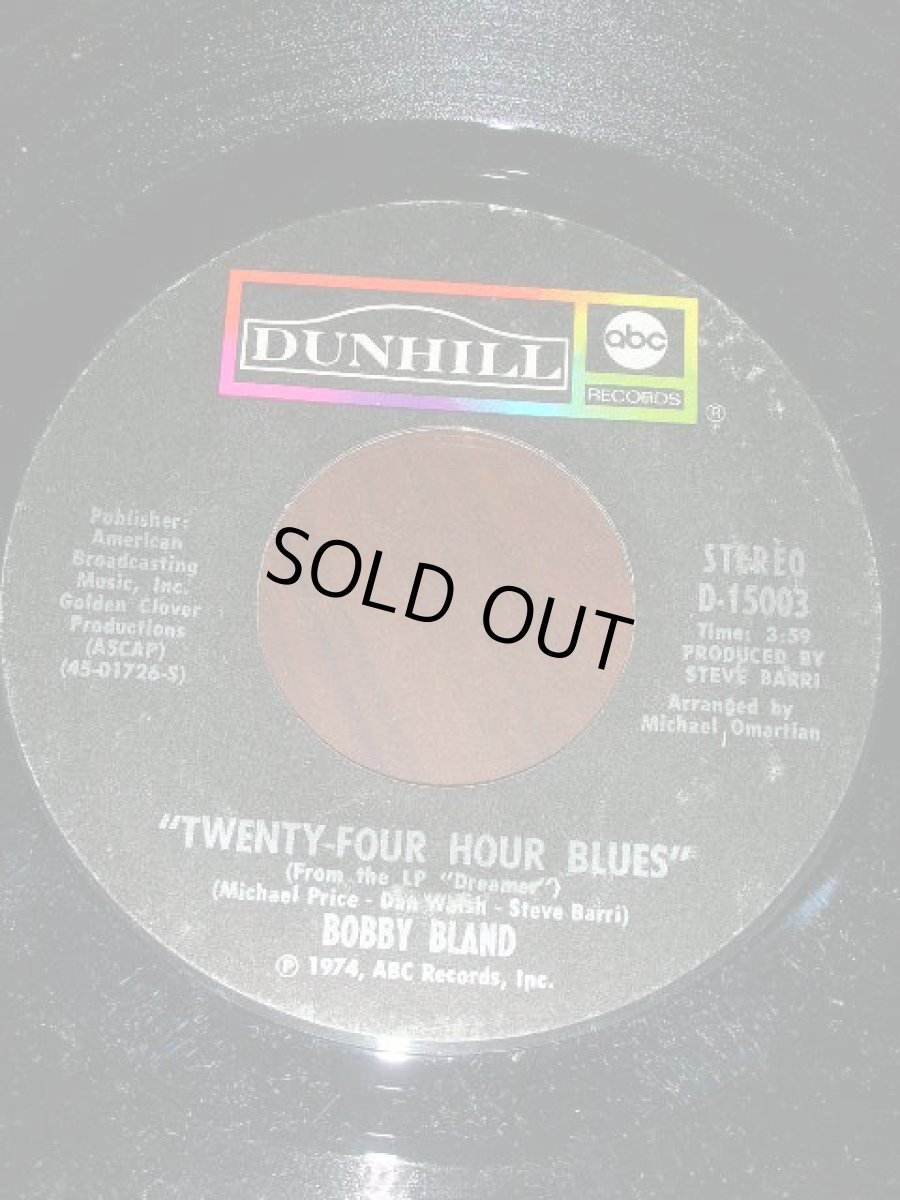 DUNHILL
abc
RECORDS
®
Publisher:
American
Broadcasting
Music, Inc.
Golden Clover
Productions
(ASCAP)
(45-01726-S)
SOLD OUT
STEREO
D-15003
Time: 3:59
PRODUCED BY
STEVE BARRI
Arranged by
Michael Omartian
"TWENTY-FOUR HOUR BLUES"
(From the LP "Dreamer")
(Michael Price - Dan Walsh - Steve Barri)
BOBBY BLAND
℗ 1974, ABC Records, Inc.